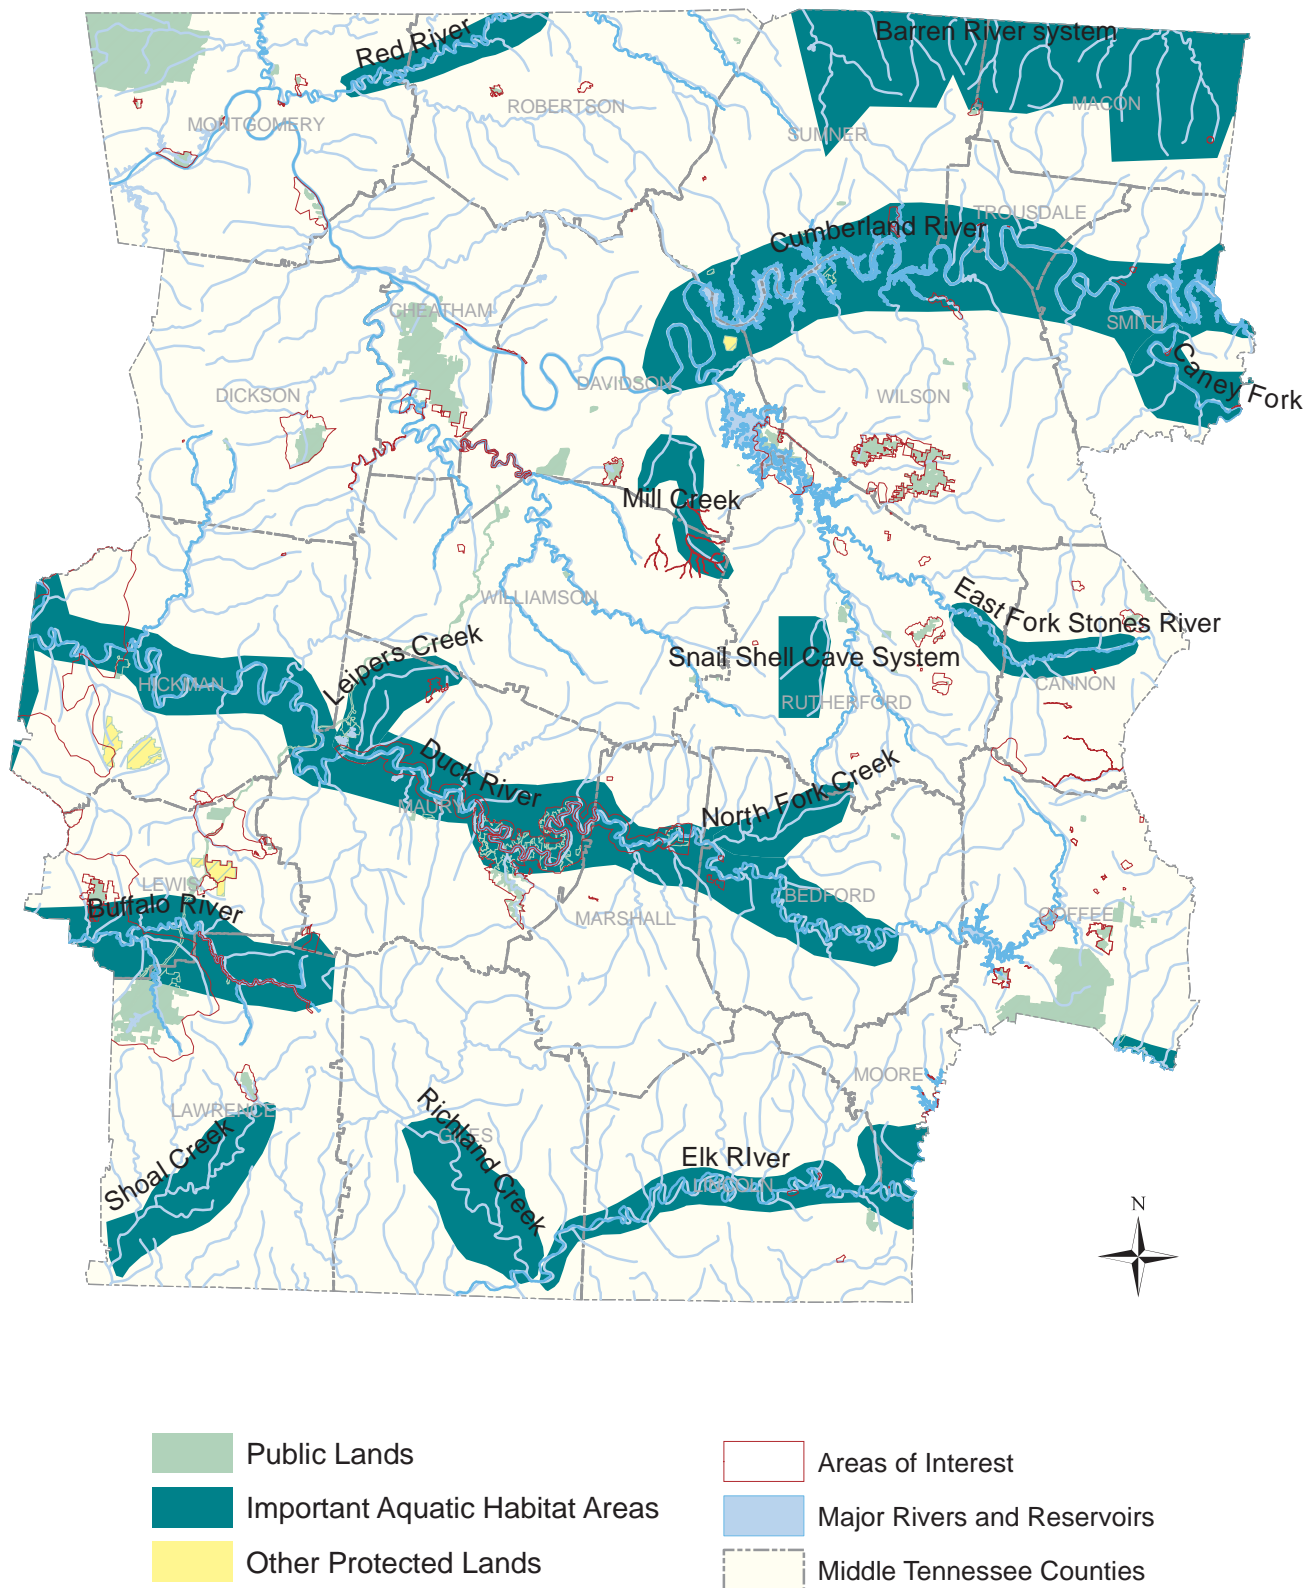 Red River
Barren River system
ROBERTSON
MACON
MONTGOMERY
SUMNER
TROUSDALE
Cumberland River
CHEATHAM
SMITH
Caney Fork
DAVIDSON
DICKSON
WILSON
Mill Creek
WILLIAMSON
East Fork Stones River
Leipers Creek
Snail Shell Cave System
HICKMAN
CANNON
RUTHERFORD
Duck River
North Fork Creek
MAURY
LEWIS
BEDFORD
Buffalo River
MARSHALL
COFFEE
MOORE
LAWRENCE
Richland Creek
GILES
Shoal Creek
Elk RIver
LINCOLN
N
Public Lands
Important Aquatic Habitat Areas
Other Protected Lands
Areas of Interest
Major Rivers and Reservoirs
Middle Tennessee Counties